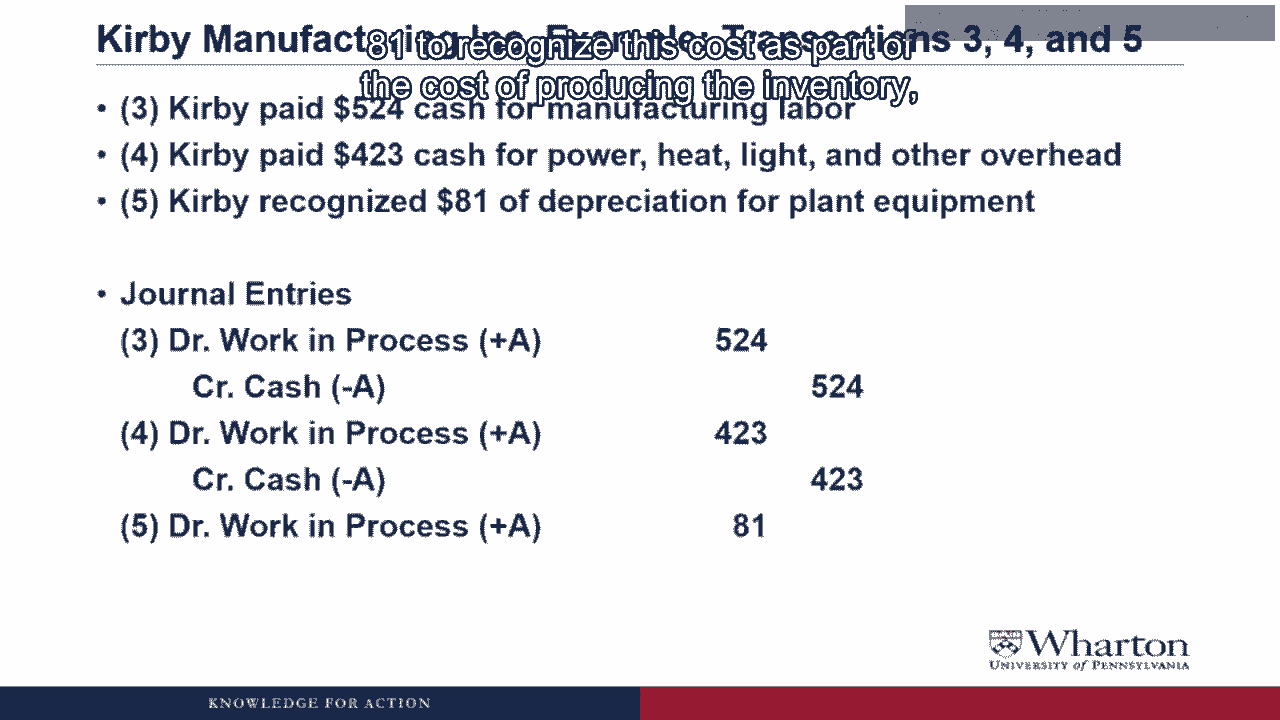 Kirby Manufacturing Inc. Example: Transactions 3, 4, and 5
81 to recognize this cost as part of
the cost of producing the inventory,
• (3) Kirby paid $524 cash for manufacturing labor
• (4) Kirby paid $423 cash for power, heat, light, and other overhead
• (5) Kirby recognized $81 of depreciation for plant equipment
• Journal Entries
(3) Dr. Work in Process (+A) 524
Cr. Cash (-A) 524
(4) Dr. Work in Process (+A) 423
Cr. Cash (-A) 423
(5) Dr. Work in Process (+A) 81
Wharton
UNIVERSITY of PENNSYLVANIA
KNOWLEDGE FOR ACTION